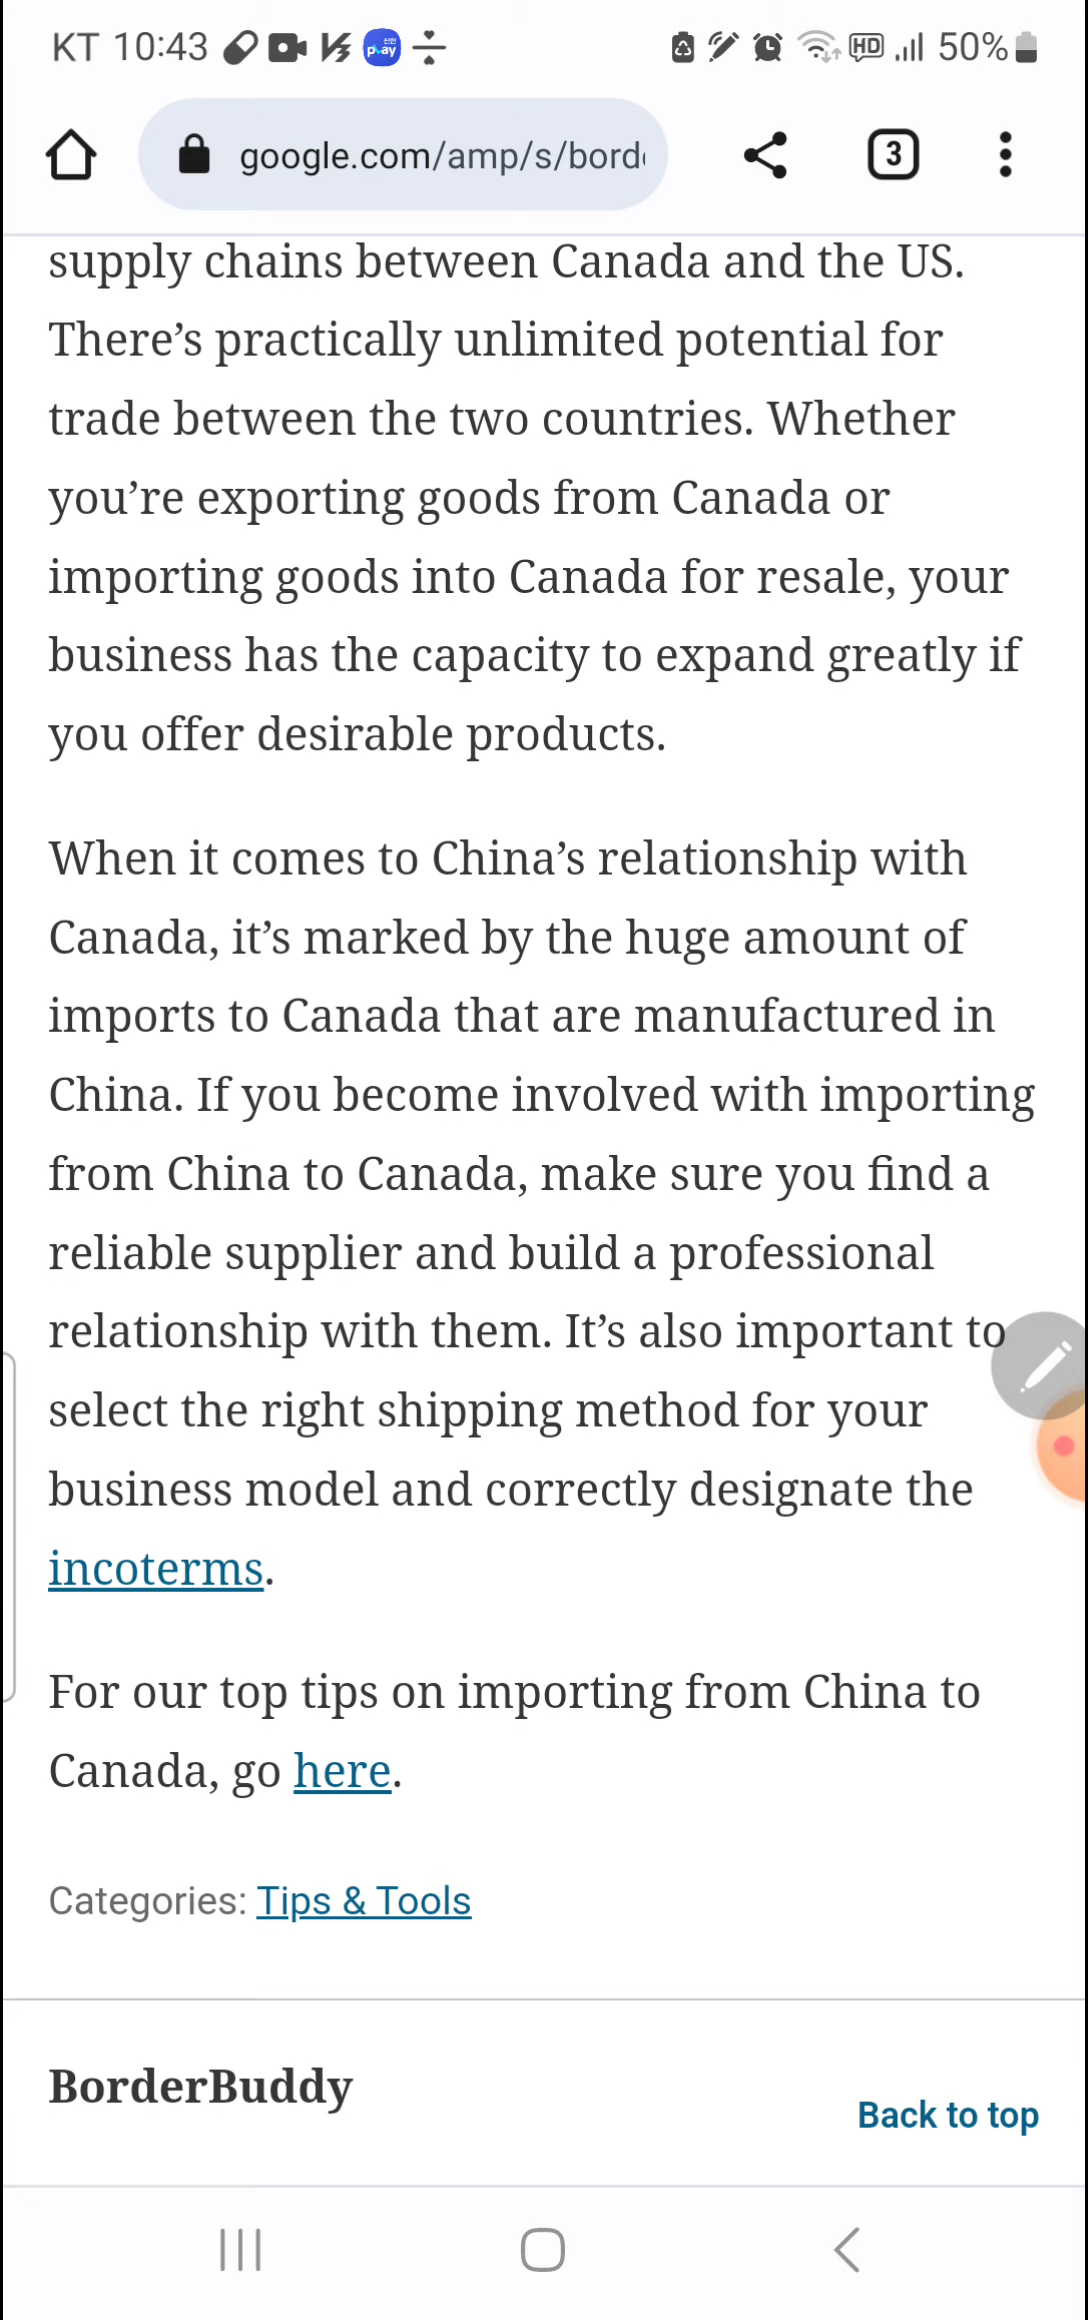 KT 10:43
50%
google.com/amp/s/bord
3
supply chains between Canada and the US.
There’s practically unlimited potential for
trade between the two countries. Whether
you’re exporting goods from Canada or
importing goods into Canada for resale, your
business has the capacity to expand greatly if
you offer desirable products.
When it comes to China’s relationship with
Canada, it’s marked by the huge amount of
imports to Canada that are manufactured in
China. If you become involved with importing
from China to Canada, make sure you find a
reliable supplier and build a professional
relationship with them. It’s also important to
select the right shipping method for your
business model and correctly designate the
incoterms.
For our top tips on importing from China to
Canada, go here.
Categories: Tips & Tools
BorderBuddy
Back to top